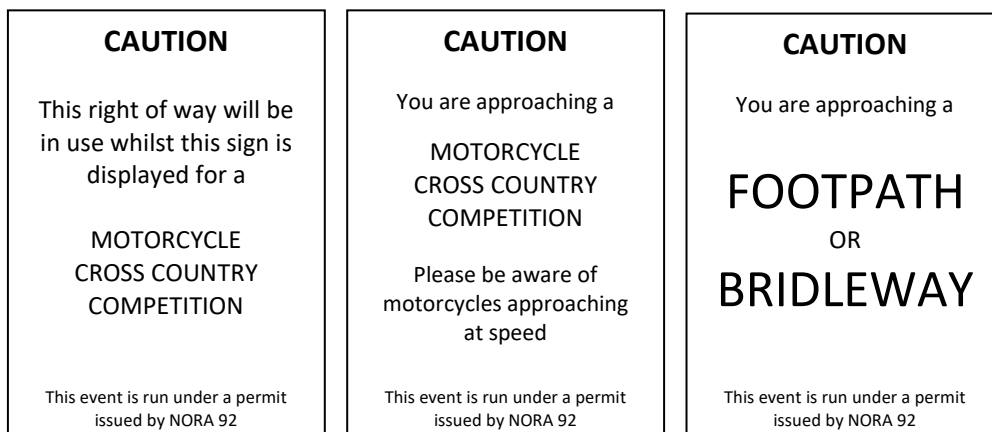 CAUTION
This right of way will be
in use whilst this sign is
displayed for a
MOTORCYCLE
CROSS COUNTRY
COMPETITION
This event is run under a permit
issued by NORA 92
CAUTION
You are approaching a
MOTORCYCLE
CROSS COUNTRY
COMPETITION
Please be aware of
motorcycles approaching
at speed
This event is run under a permit
issued by NORA 92
CAUTION
You are approaching a
FOOTPATH
OR
BRIDLEWAY
This event is run under a permit
issued by NORA 92